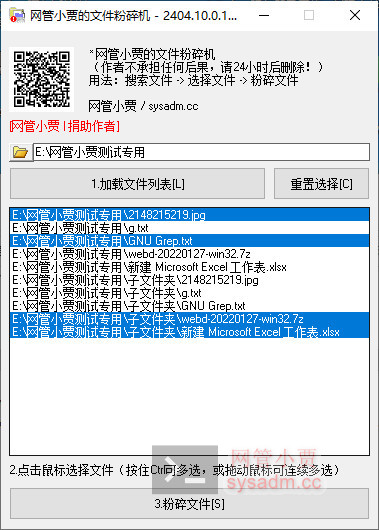 网管小贾的文件粉碎机 - 2404.10.0.1...
*网管小贾的文件粉碎机
（作者不承担任何后果，请24小时后删除！）
用法：搜索文件 -> 选择文件 -> 粉碎文件
网管小贾 / sysadm.cc
[网管小贾 | 捐助作者]
E:\网管小贾测试专用
1.加载文件列表[L]
重置选择[C]
E:\网管小贾测试专用\2148215219.jpg
E:\网管小贾测试专用\g.txt
E:\网管小贾测试专用\GNU Grep.txt
E:\网管小贾测试专用\webd-20220127-win32.7z
E:\网管小贾测试专用\新建 Microsoft Excel 工作表.xlsx
E:\网管小贾测试专用\子文件夹\2148215219.jpg
E:\网管小贾测试专用\子文件夹\g.txt
E:\网管小贾测试专用\子文件夹\GNU Grep.txt
E:\网管小贾测试专用\子文件夹\webd-20220127-win32.7z
E:\网管小贾测试专用\子文件夹\新建 Microsoft Excel 工作表.xlsx
网管小贾
sysadm.cc
2.点击鼠标选择文件（按住Ctrl可多选，或拖动鼠标可连续多选）
3.粉碎文件[S]